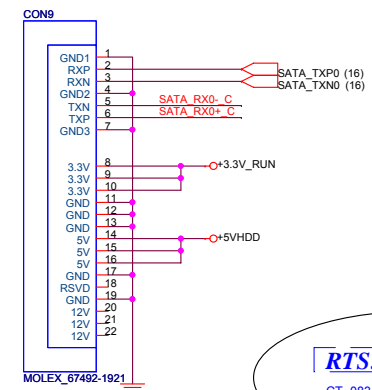 CON9
GND1 1
RXP 2
RXN 3
GND2 4
TXN 5
TXP 6
GND3 7
SATA_TXP0 (16)
SATA_TXN0 (16)
SATA_RX0-_C
SATA_RX0+_C
3.3V 8
3.3V 9
3.3V 10
GND 11
GND 12
GND 13
5V 14
5V 15
5V 16
GND 17
RSVD 18
GND 19
12V 20
12V 21
12V 22
+3.3V_RUN
+5VHDD
MOLEX_67492-1921
RTS